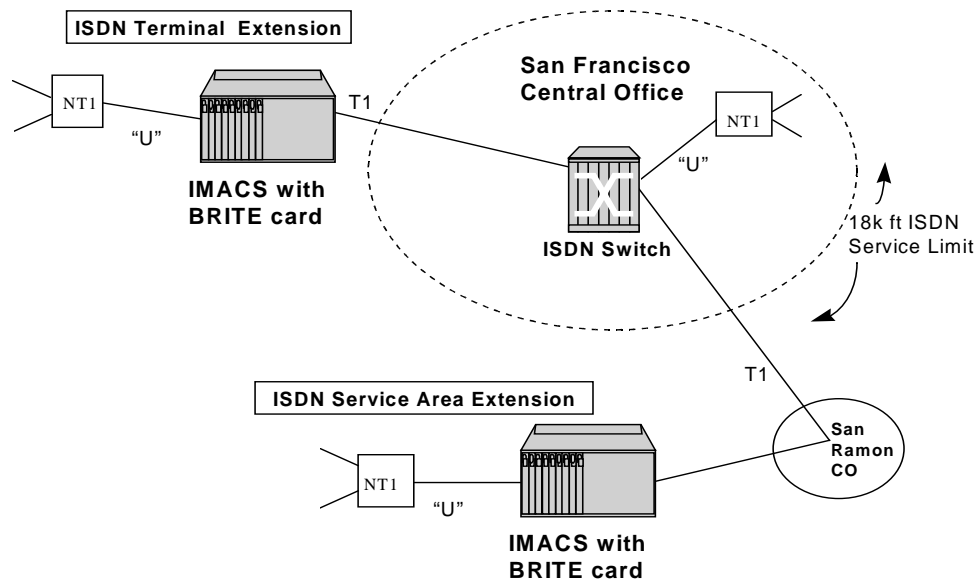 ISDN Terminal Extension
San Francisco
Central Office
NT1
T1
NT1
"U"
"U"
IMACS with
BRITE card
ISDN Switch
18k ft ISDN
Service Limit
T1
ISDN Service Area Extension
San
Ramon
CO
NT1
"U"
IMACS with
BRITE card